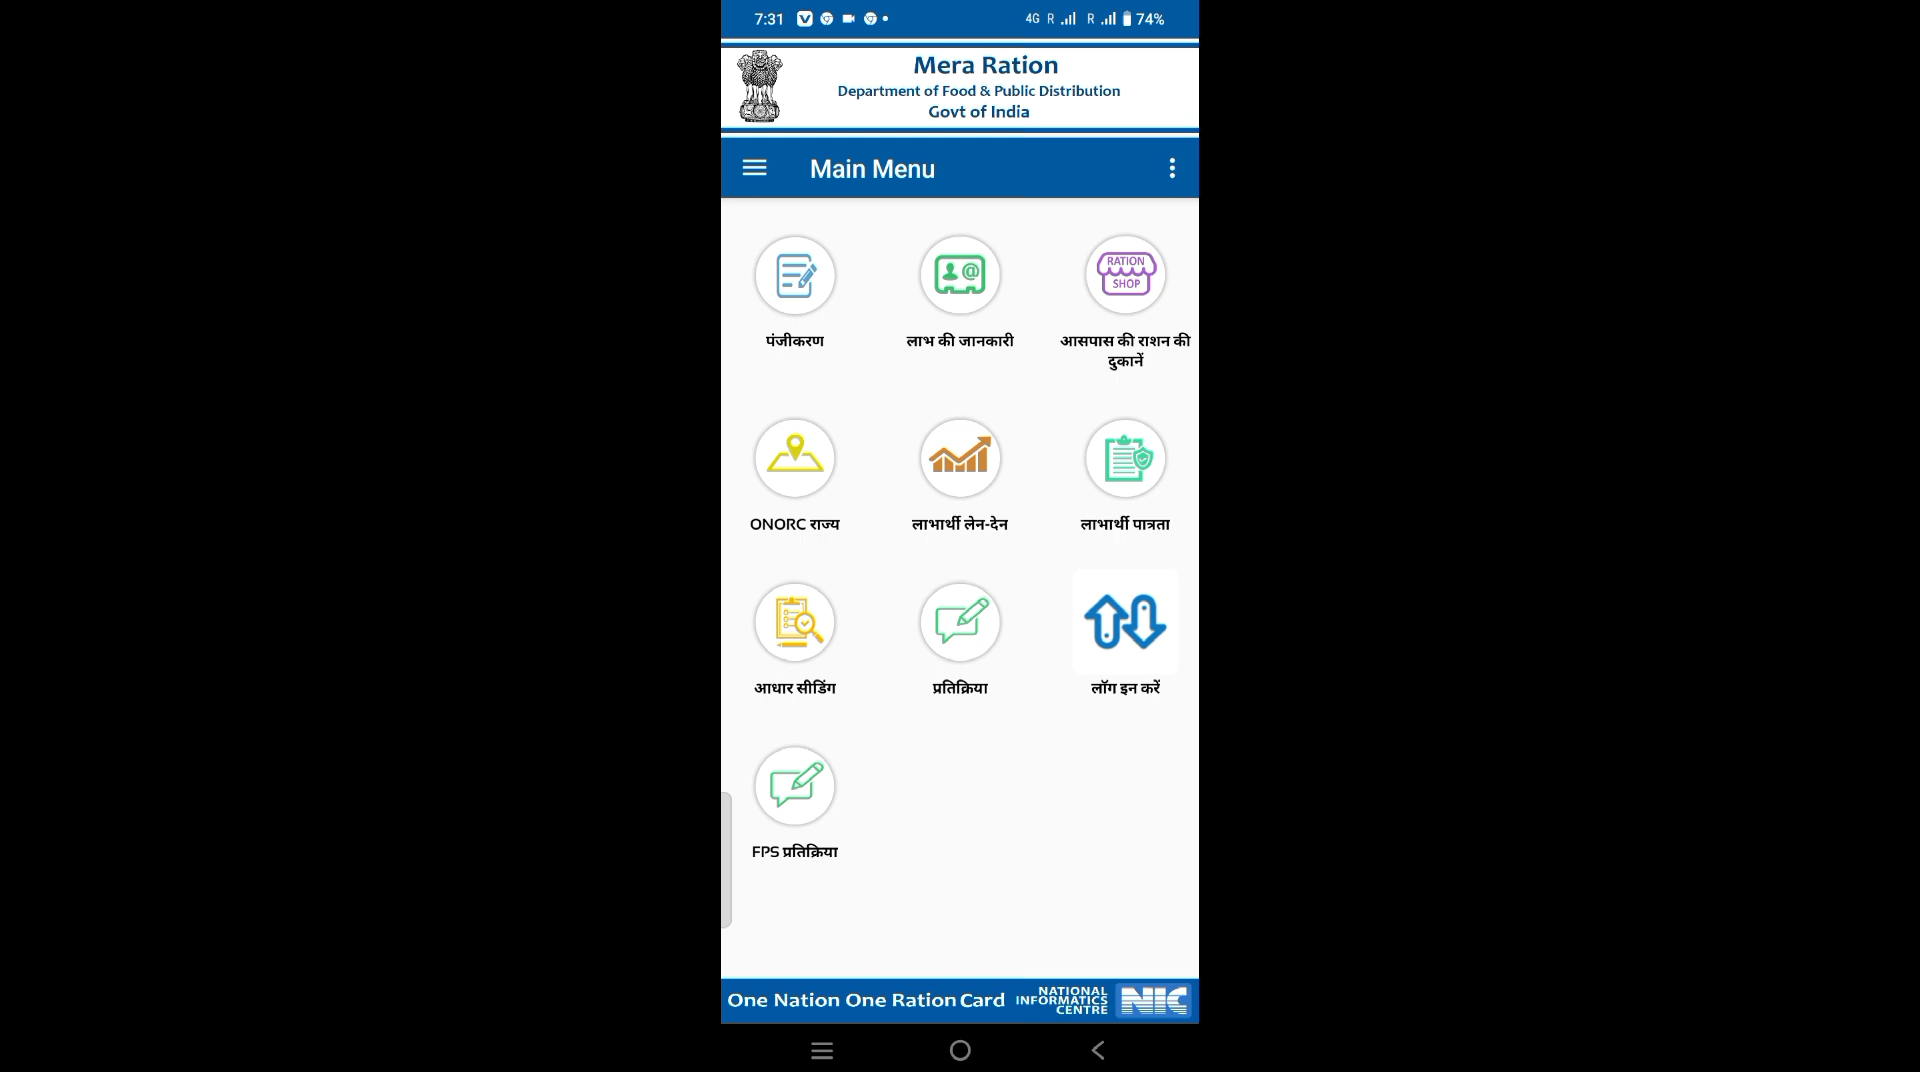 7:31 4G R R 74%
Mera Ration
Department of Food & Public Distribution
Govt of India
Main Menu
RATION
SHOP
पंजीकरण लाभ की जानकारी आसपास की राशन की
दुकानें
ONORC राज्य लाभार्थी लेन-देन लाभार्थी पात्रता
आधार सीडिंग प्रतिक्रिया लॉग इन करें
FPS प्रतिक्रिया
One Nation One Ration Card
NATIONAL
INFORMATICS
CENTRE
NIC